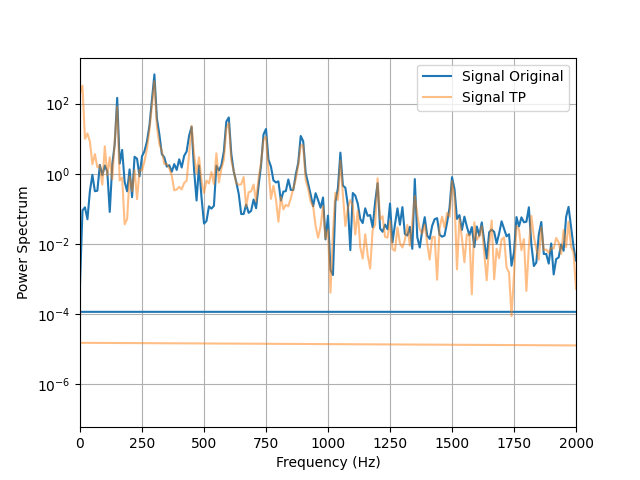 Signal Original
Signal TP
10²
10⁰
10⁻²
10⁻⁴
10⁻⁶
Power Spectrum
0 250 500 750 1000 1250 1500 1750 2000
Frequency (Hz)